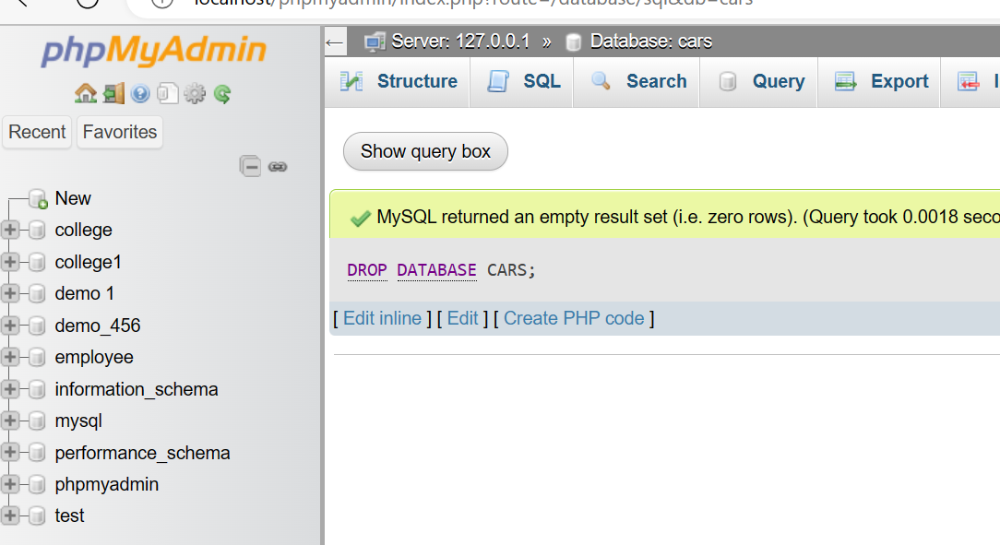 localhost/phpmyadmin/index.php?route=/database/sql&db=cars
phpMyAdmin
Recent Favorites
New
college
college1
demo 1
demo_456
employee
information_schema
mysql
performance_schema
phpmyadmin
test
Server: 127.0.0.1 » Database: cars
Structure SQL Search Query Export
Show query box
MySQL returned an empty result set (i.e. zero rows). (Query took 0.0018 seco
DROP DATABASE CARS;
[ Edit inline ] [ Edit ] [ Create PHP code ]